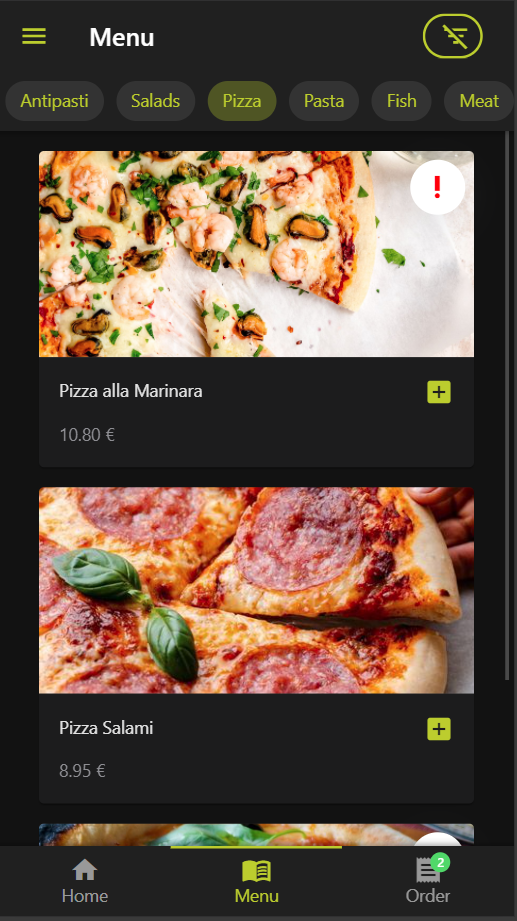 Menu
Antipasti Salads Pizza Pasta Fish Meat
!
Pizza alla Marinara
10.80 €
Pizza Salami
8.95 €
2
Home Menu Order